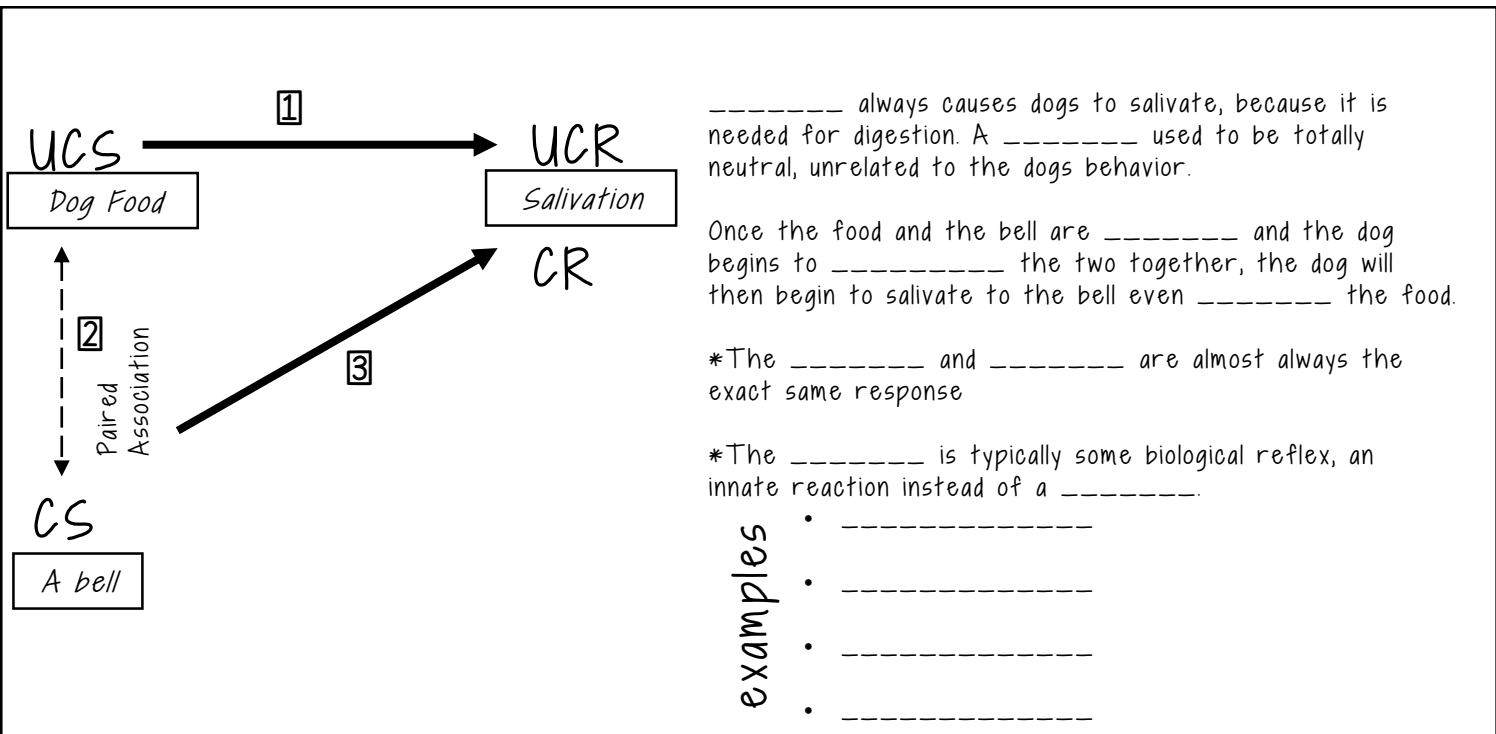 1
UCS
UCR
Dog Food
Salivation
CR
2
Paired
Association
3
CS
A bell
_______ always causes dogs to salivate, because it is
needed for digestion. A _______ used to be totally
neutral, unrelated to the dogs behavior.
Once the food and the bell are _______ and the dog
begins to _________ the two together, the dog will
then begin to salivate to the bell even _______ the food.
*The _______ and _______ are almost always the
exact same response
*The _______ is typically some biological reflex, an
innate reaction instead of a _______.
examples
• _____________
• _____________
• _____________
• _____________